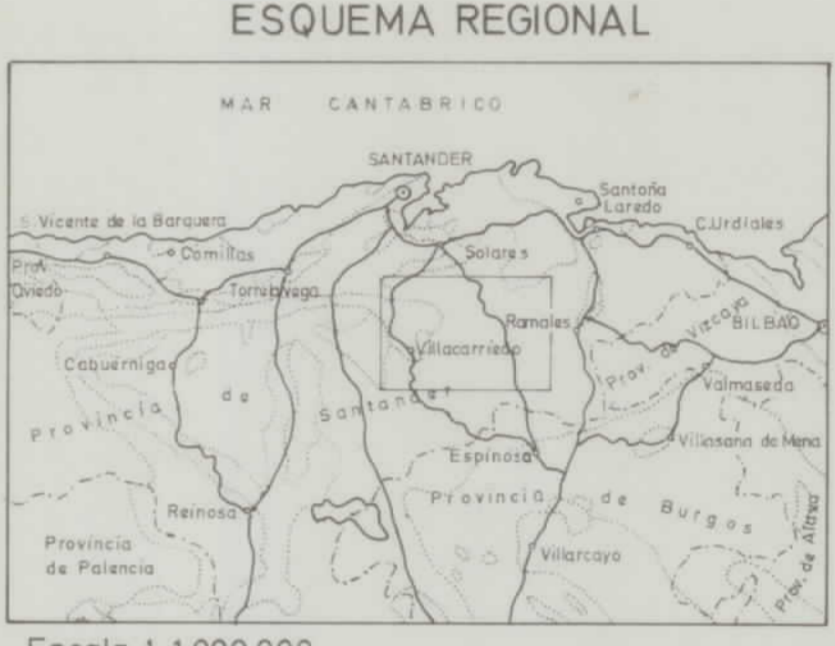 ESQUEMA REGIONAL
MAR CANTABRICO
SANTANDER
Santoña
Laredo
S. Vicente de la Barquera
C. Urdiales
Comillas
Solares
Prov.
Oviedo
Torrelavega
Ramales
BILBAO
Prov. de Vizcaya
Villacarriedo
Cabuerniga
Valmaseda
Provincia de Santander
Villasana de Mena
Espinosa
Provincia de Burgos
Reinosa
Prov. de Alava
Provincia
de Palencia
Villarcayo